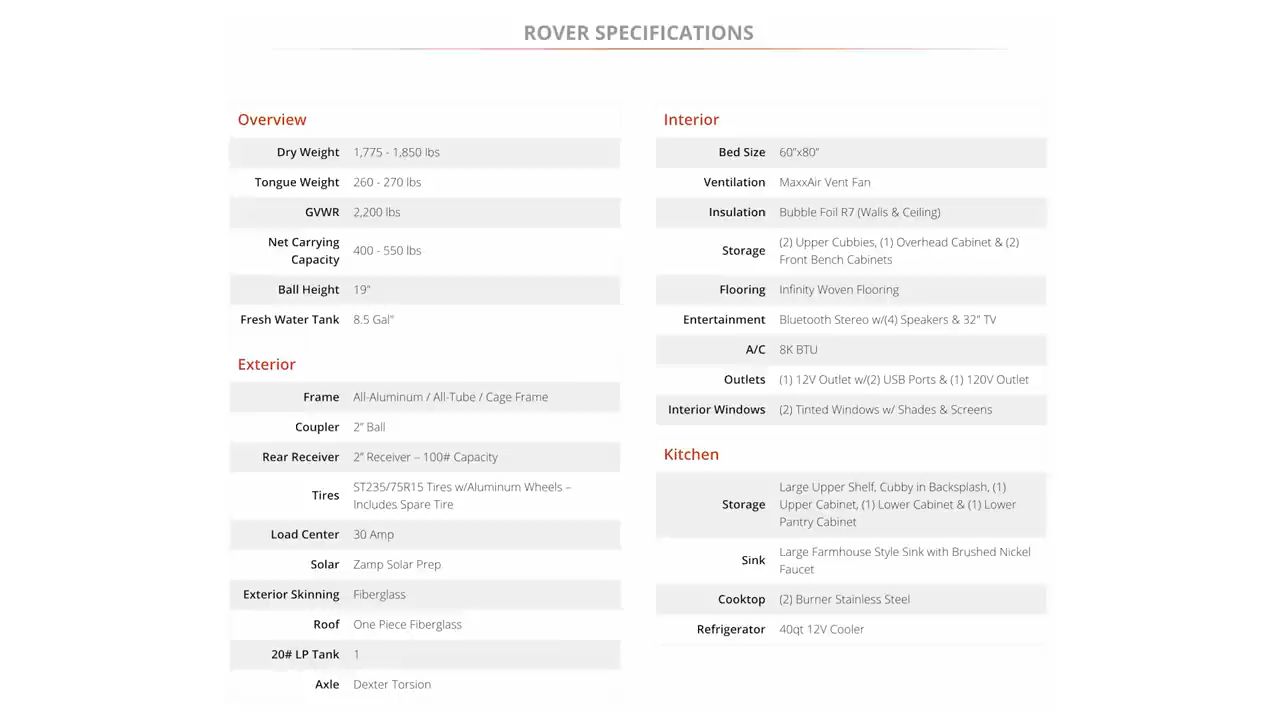 ROVER SPECIFICATIONS
Overview
Dry Weight 1,775 - 1,850 lbs
Tongue Weight 260 - 270 lbs
GVWR 2,200 lbs
Net Carrying
Capacity 400 - 550 lbs
Ball Height 19"
Fresh Water Tank 8.5 Gal"
Exterior
Frame All-Aluminum / All-Tube / Cage Frame
Coupler 2” Ball
Rear Receiver 2” Receiver – 100# Capacity
Tires ST235/75R15 Tires w/Aluminum Wheels –
Includes Spare Tire
Load Center 30 Amp
Solar Zamp Solar Prep
Exterior Skinning Fiberglass
Roof One Piece Fiberglass
20# LP Tank 1
Axle Dexter Torsion
Interior
Bed Size 60”x80”
Ventilation MaxxAir Vent Fan
Insulation Bubble Foil R7 (Walls & Ceiling)
Storage (2) Upper Cubbies, (1) Overhead Cabinet & (2)
Front Bench Cabinets
Flooring Infinity Woven Flooring
Entertainment Bluetooth Stereo w/(4) Speakers & 32" TV
A/C 8K BTU
Outlets (1) 12V Outlet w/(2) USB Ports & (1) 120V Outlet
Interior Windows (2) Tinted Windows w/ Shades & Screens
Kitchen
Storage Large Upper Shelf, Cubby in Backsplash, (1)
Upper Cabinet, (1) Lower Cabinet & (1) Lower
Pantry Cabinet
Sink Large Farmhouse Style Sink with Brushed Nickel
Faucet
Cooktop (2) Burner Stainless Steel
Refrigerator 40qt 12V Cooler